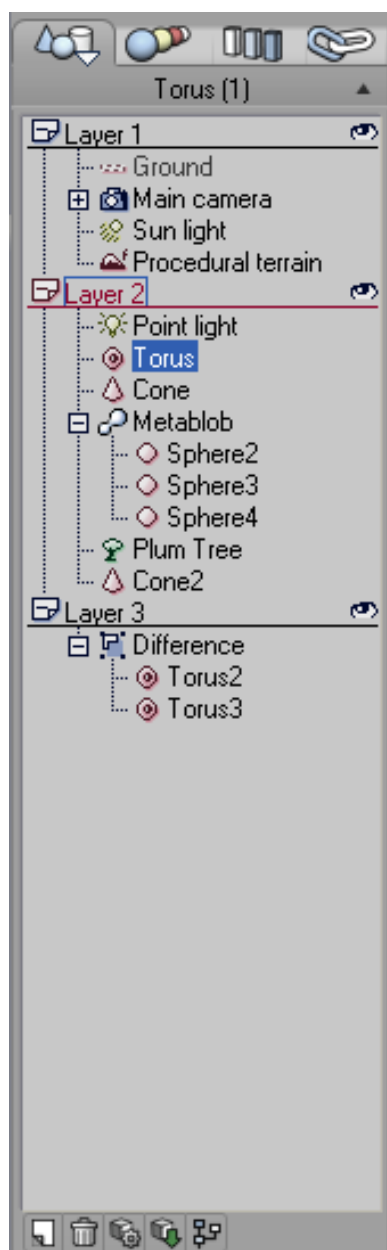 Torus (1)
Layer 1
Ground
Main camera
Sun light
Procedural terrain
Layer 2
Point light
Torus
Cone
Metablob
Sphere2
Sphere3
Sphere4
Plum Tree
Cone2
Layer 3
Difference
Torus2
Torus3